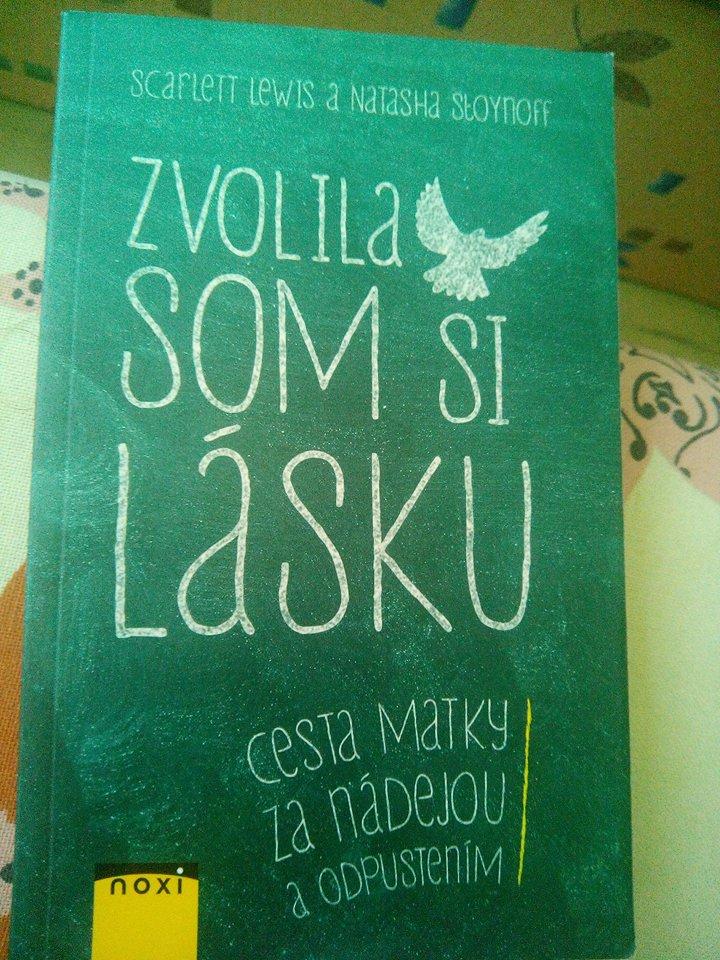 Scarlett Lewis a Natasha Stoynoff
ZVOLILA
SOM SI
LÁSKU
Cesta Matky
za nádejou
a odpustením
noxi